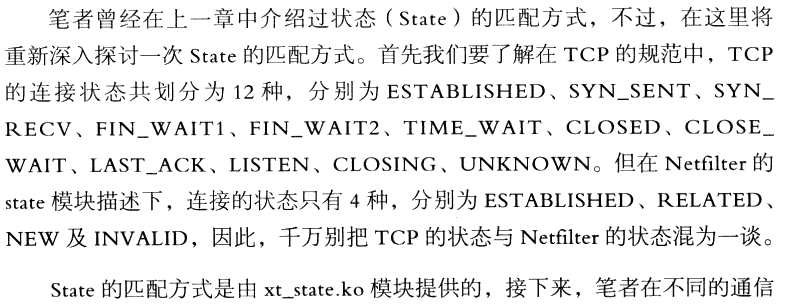 笔者曾经在上一章中介绍过状态（State）的匹配方式，不过，在这里将
重新深入探讨一次 State 的匹配方式。首先我们要了解在 TCP 的规范中，TCP
的连接状态共划分为 12 种，分别为 ESTABLISHED、SYN_SENT、SYN_
RECV、FIN_WAIT1、FIN_WAIT2、TIME_WAIT、CLOSED、CLOSE_
WAIT、LAST_ACK、LISTEN、CLOSING、UNKNOWN。但在 Netfilter 的
state 模块描述下，连接的状态只有 4 种，分别为 ESTABLISHED、RELATED、
NEW 及 INVALID，因此，千万别把 TCP 的状态与 Netfilter 的状态混为一谈。
State 的匹配方式是由 xt_state.ko 模块提供的，接下来，笔者在不同的通信